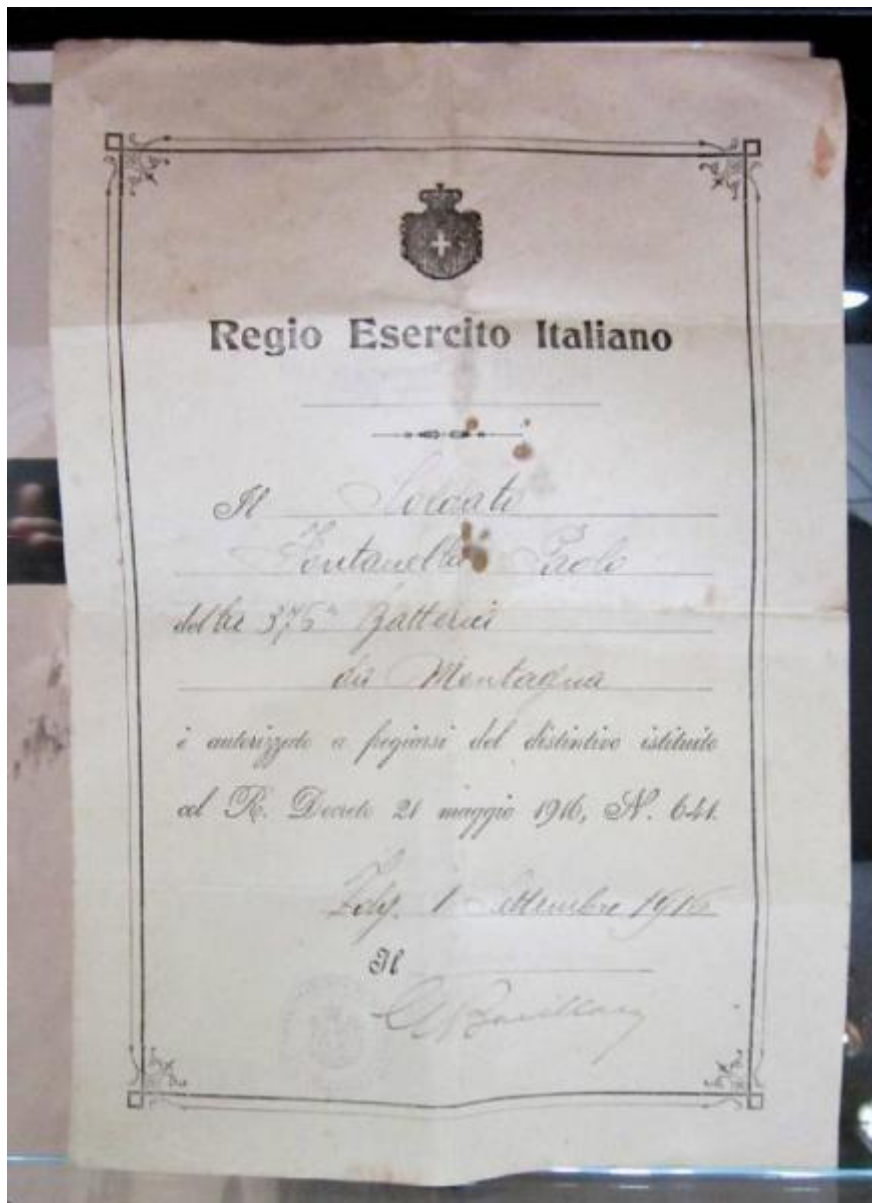 Regio Esercito Italiano
Il Soldato
Fontanella Paolo
della 375ª Batteria
da Montagna
è autorizzato a fregiarsi del distintivo istituito
col R. Decreto 21 maggio 1916, N. 641.
1 Settembre 1916
Il